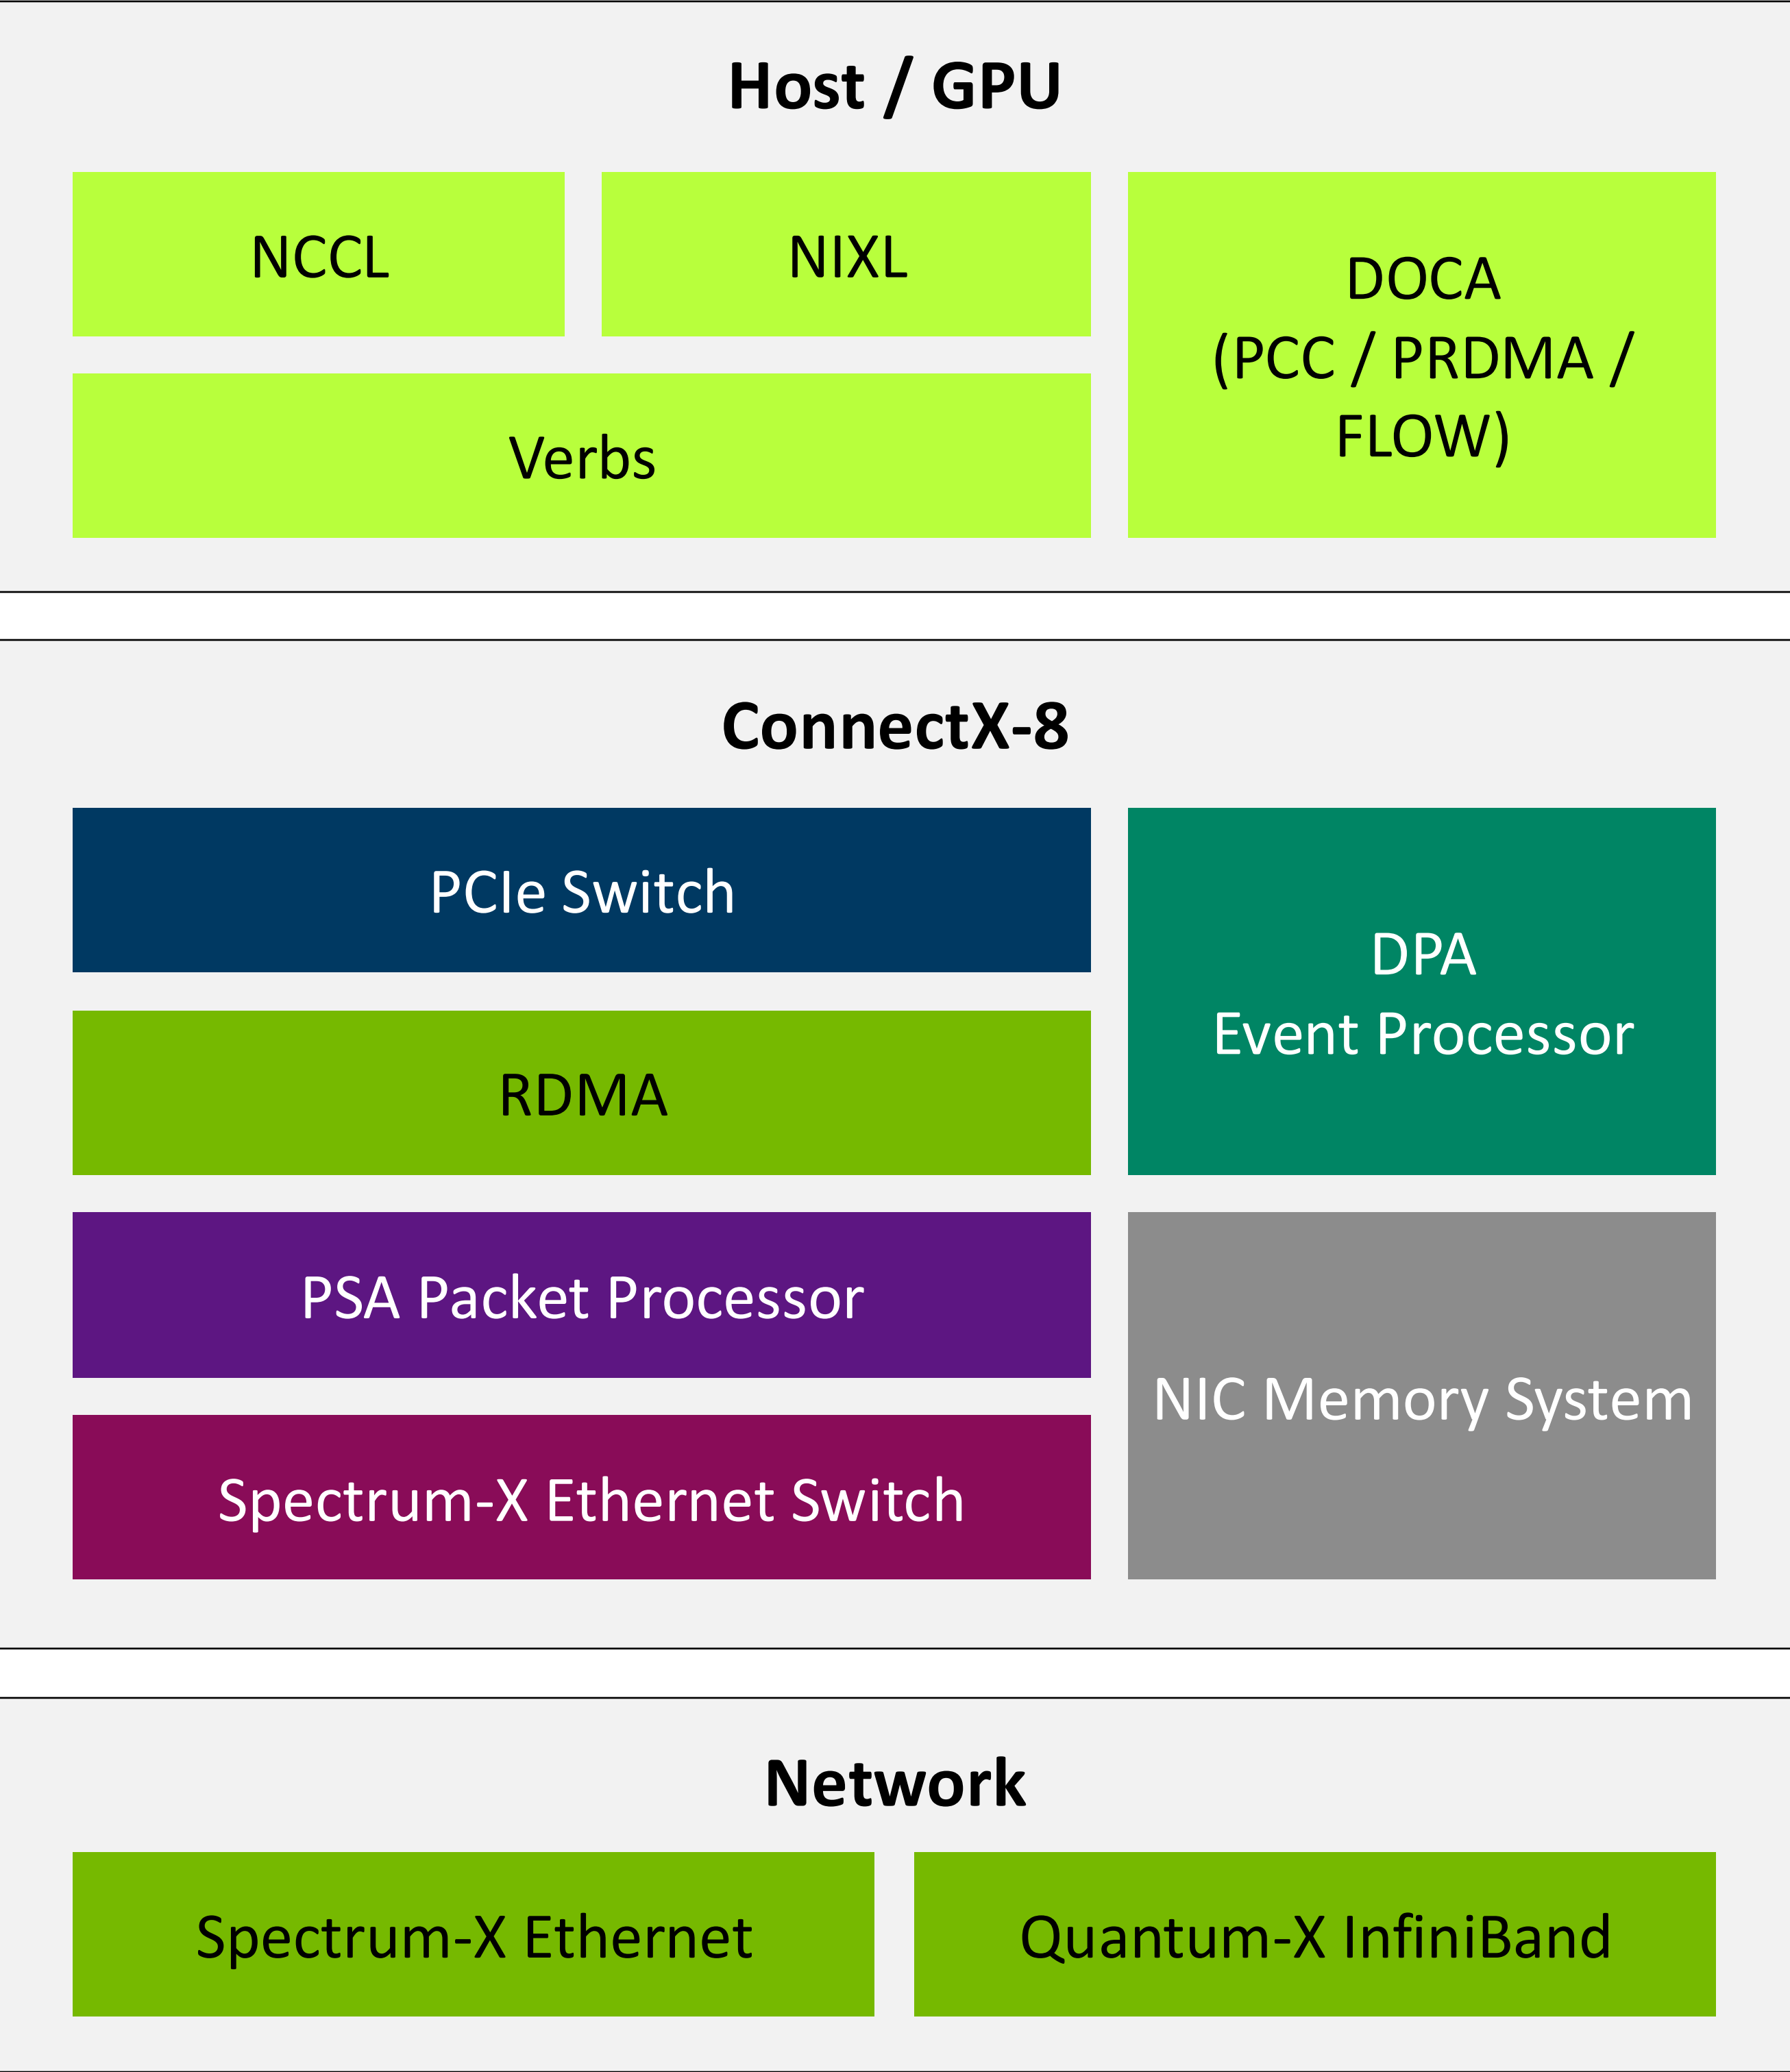 Host / GPU
NCCL
NIXL
DOCA
(PCC / PRDMA /
FLOW)
Verbs
ConnectX-8
PCIe Switch
DPA
Event Processor
RDMA
PSA Packet Processor
NIC Memory System
Spectrum-X Ethernet Switch
Network
Spectrum-X Ethernet
Quantum-X InfiniBand